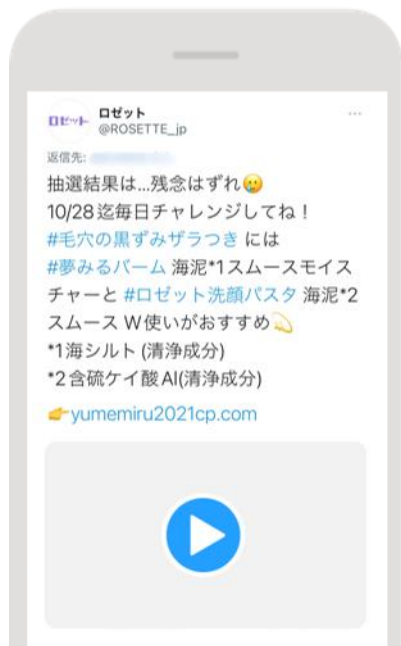 ロゼット
ロゼット
@ROSETTE_jp
返信先:
抽選結果は...残念はずれ🥲
10/28迄毎日チャレンジしてね！
#毛穴の黒ずみザラつき には
#夢みるバーム 海泥*1スムースモイス
チャーと #ロゼット洗顔パスタ 海泥*2
スムース W使いがおすすめ💫
*1海シルト (清浄成分)
*2含硫ケイ酸Al(清浄成分)
👉yumemiru2021cp.com